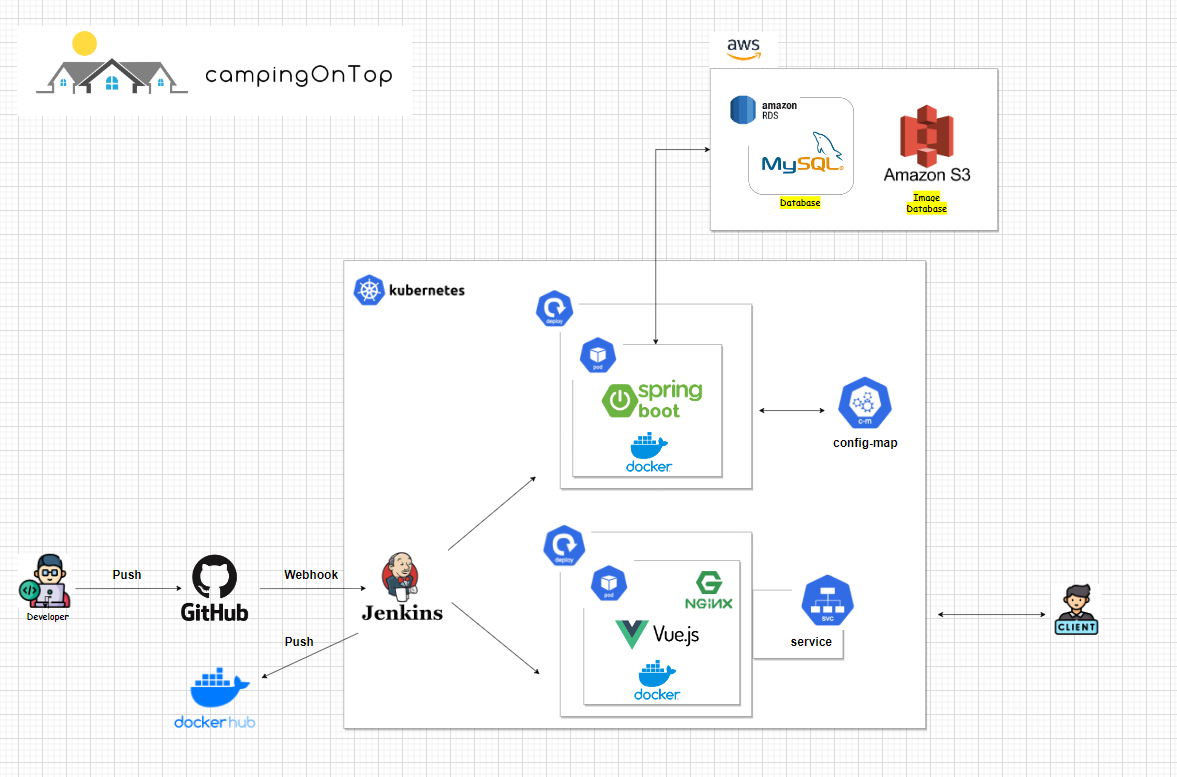 campingOnTop
aws
amazon
RDS
MySQL®
Database
Amazon S3
Image
Database
kubernetes
deploy
pod
spring
boot
docker
c-m
config-map
deploy
pod
NGINX
Vue.js
docker
svc
service
Developer
Push
GitHub
Webhook
Jenkins
Push
docker hub
CLIENT